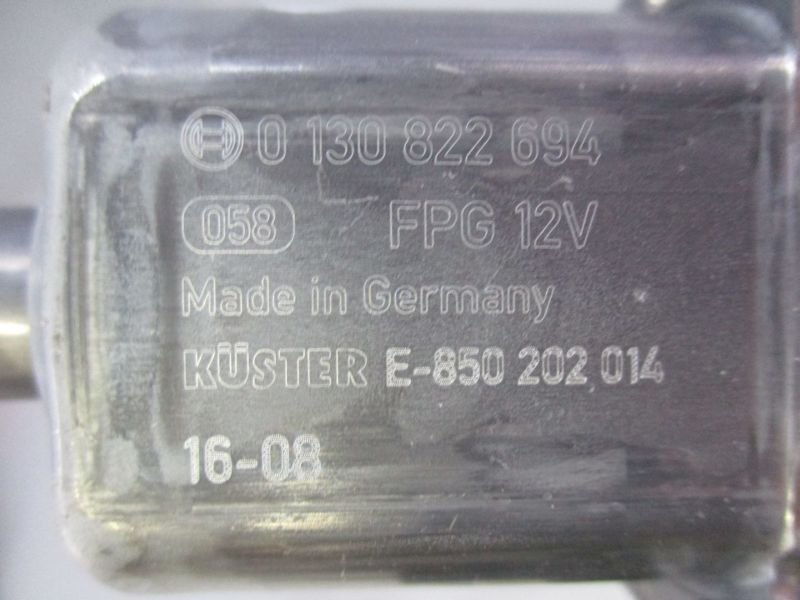 0 130 822 694
058 FPG 12V
Made in Germany
KÜSTER E-850 202 014
16-08